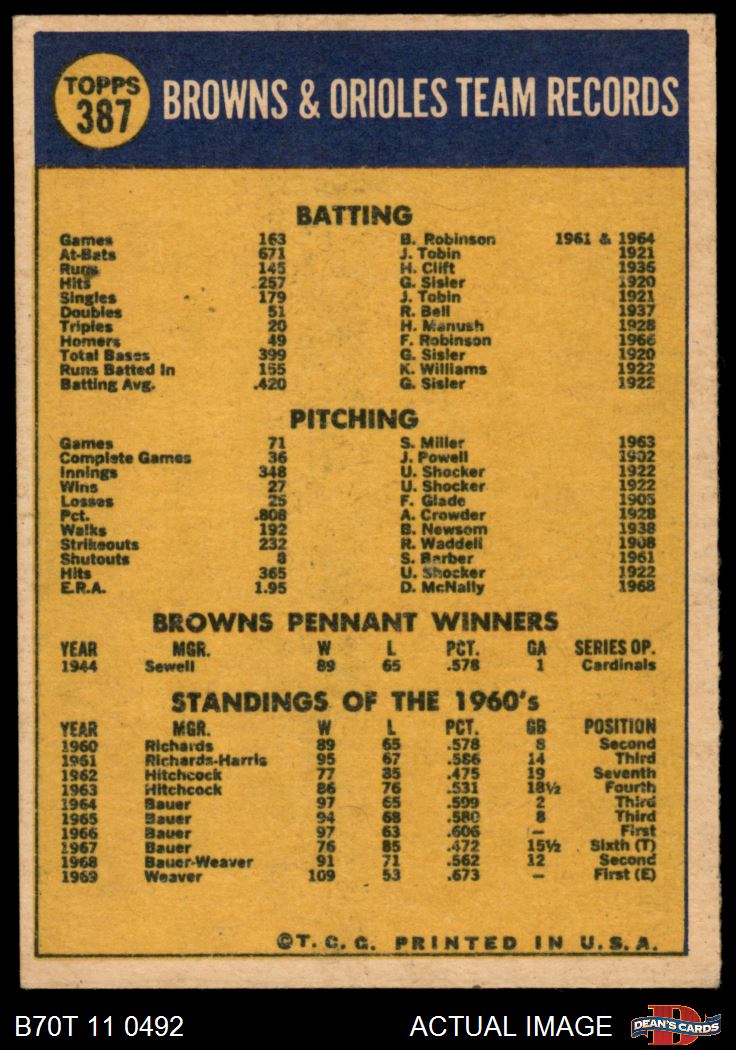 TOPPS
387
BROWNS & ORIOLES TEAM RECORDS
BATTING
Games 163 B. Robinson 1961 & 1964
At-Bats 671 J. Tobin 1921
Runs 145 H. Clift 1936
Hits 257 G. Sisler 1920
Singles 179 J. Tobin 1921
Doubles 51 R. Bell 1937
Triples 20 H. Manush 1928
Homers 49 F. Robinson 1966
Total Bases 399 G. Sisler 1920
Runs Batted In 155 K. Williams 1922
Batting Avg. .420 G. Sisler 1922
PITCHING
Games 71 S. Miller 1963
Complete Games 36 J. Powell 1902
Innings 348 U. Shocker 1922
Wins 27 U. Shocker 1922
Losses 25 F. Glade 1905
Pct. .808 A. Crowder 1928
Walks 192 B. Newsom 1938
Strikeouts 232 R. Waddell 1908
Shutouts 8 S. Barber 1961
Hits 365 U. Shocker 1922
E.R.A. 1.95 D. McNally 1968
BROWNS PENNANT WINNERS
YEAR MGR. W L PCT. GA SERIES OP.
1944 Sewell 89 65 .578 1 Cardinals
STANDINGS OF THE 1960's
YEAR MGR. W L PCT. GB POSITION
1960 Richards 89 65 .578 8 Second
1961 Richards-Harris 95 67 .586 14 Third
1962 Hitchcock 77 85 .475 19 Seventh
1963 Hitchcock 86 76 .531 18½ Fourth
1964 Bauer 97 65 .599 2 Third
1965 Bauer 94 68 .580 8 Third
1966 Bauer 97 63 .606 — First
1967 Bauer 76 85 .472 15½ Sixth (T)
1968 Bauer-Weaver 91 71 .562 12 Second
1969 Weaver 109 53 .673 — First (E)
©T. C. G. PRINTED IN U.S.A.
B70T 11 0492 ACTUAL IMAGE DEAN'S CARDS